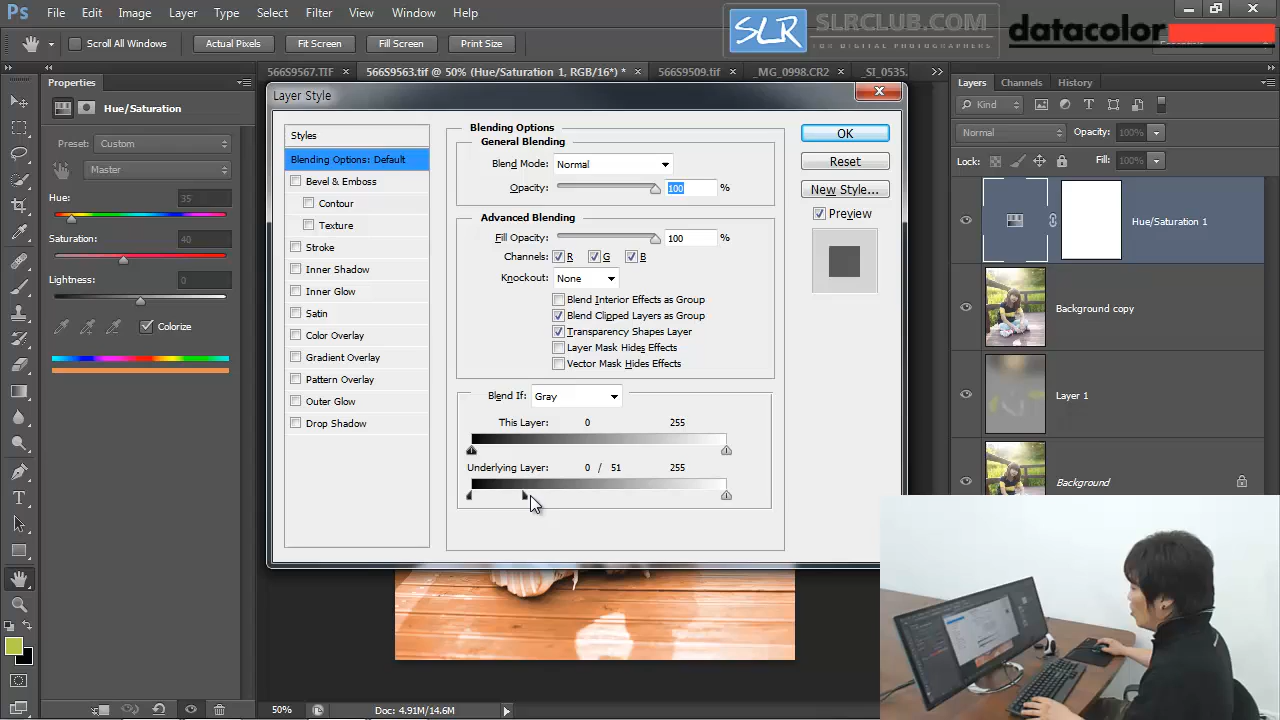 Ps File Edit Image Layer Type Select Filter View Window Help
SLR SLRCLUB.COM
FOR DIGITAL PHOTOGRAPHERS
datacolor
Scroll All Windows Actual Pixels Fit Screen Fill Screen Print Size
566S9567.TIF × 566S9563.tif @ 50% (Hue/Saturation 1, RGB/16*) * × 566S9509.tif × _MG_0998.CR2 × _SI_0535.
Properties
Hue/Saturation
Preset: Custom
Master
Hue: 35
Saturation: 40
Lightness: 0
Colorize
Layer Style
Styles
Blending Options: Default
Bevel & Emboss
Contour
Texture
Stroke
Inner Shadow
Inner Glow
Satin
Color Overlay
Gradient Overlay
Pattern Overlay
Outer Glow
Drop Shadow
Blending Options
General Blending
Blend Mode: Normal
Opacity: 100 %
Advanced Blending
Fill Opacity: 100 %
Channels: R G B
Knockout: None
Blend Interior Effects as Group
Blend Clipped Layers as Group
Transparency Shapes Layer
Layer Mask Hides Effects
Vector Mask Hides Effects
Blend If: Gray
This Layer: 0 255
Underlying Layer: 0 / 51 255
OK
Reset
New Style...
Preview
Layers Channels History
Kind
Normal Opacity: 100%
Lock: Fill: 100%
Hue/Saturation 1
Background copy
Layer 1
Background
50% Doc: 4.91M/14.6M